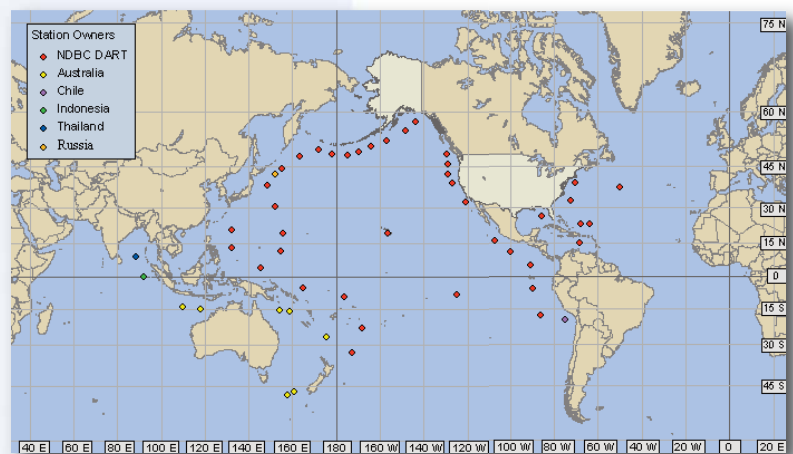 Station Owners
NDBC DART
Australia
Chile
Indonesia
Thailand
Russia
75 N
60 N
45 N
30 N
15 N
0
15 S
30 S
45 S
40 E 60 E 80 E 100 E 120 E 140 E 160 E 180 160 W 140 W 120 W 100 W 80 W 60 W 40 W 20 W 0 20 E